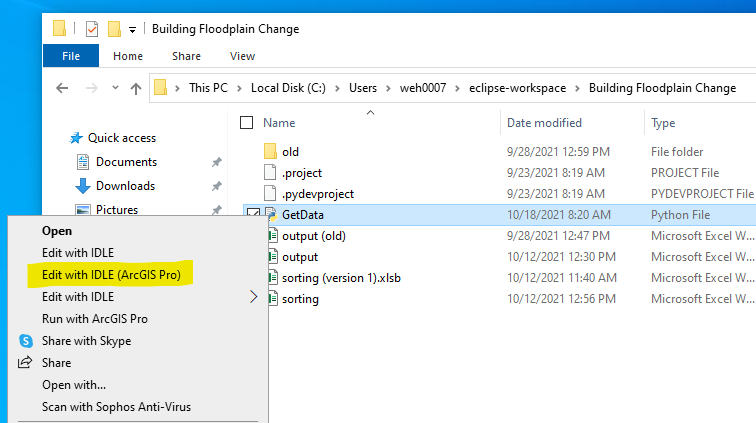 Building Floodplain Change
File Home Share View
This PC > Local Disk (C:) > Users > weh0007 > eclipse-workspace > Building Floodplain Change
Quick access
Documents
Downloads
Pictures
Name Date modified Type
old 9/28/2021 12:59 PM File folder
.project 9/23/2021 8:19 AM PROJECT File
.pydevproject 9/23/2021 8:19 AM PYDEVPROJECT File
GetData 10/18/2021 8:20 AM Python File
output (old) 9/28/2021 12:47 PM Microsoft Excel W...
output 10/12/2021 12:30 PM Microsoft Excel W...
sorting (version 1).xlsb 10/12/2021 11:40 AM Microsoft Excel W...
sorting 10/12/2021 12:56 PM Microsoft Excel W...
Open
Edit with IDLE
Edit with IDLE (ArcGIS Pro)
Edit with IDLE
Run with ArcGIS Pro
Share with Skype
Share
Open with...
Scan with Sophos Anti-Virus